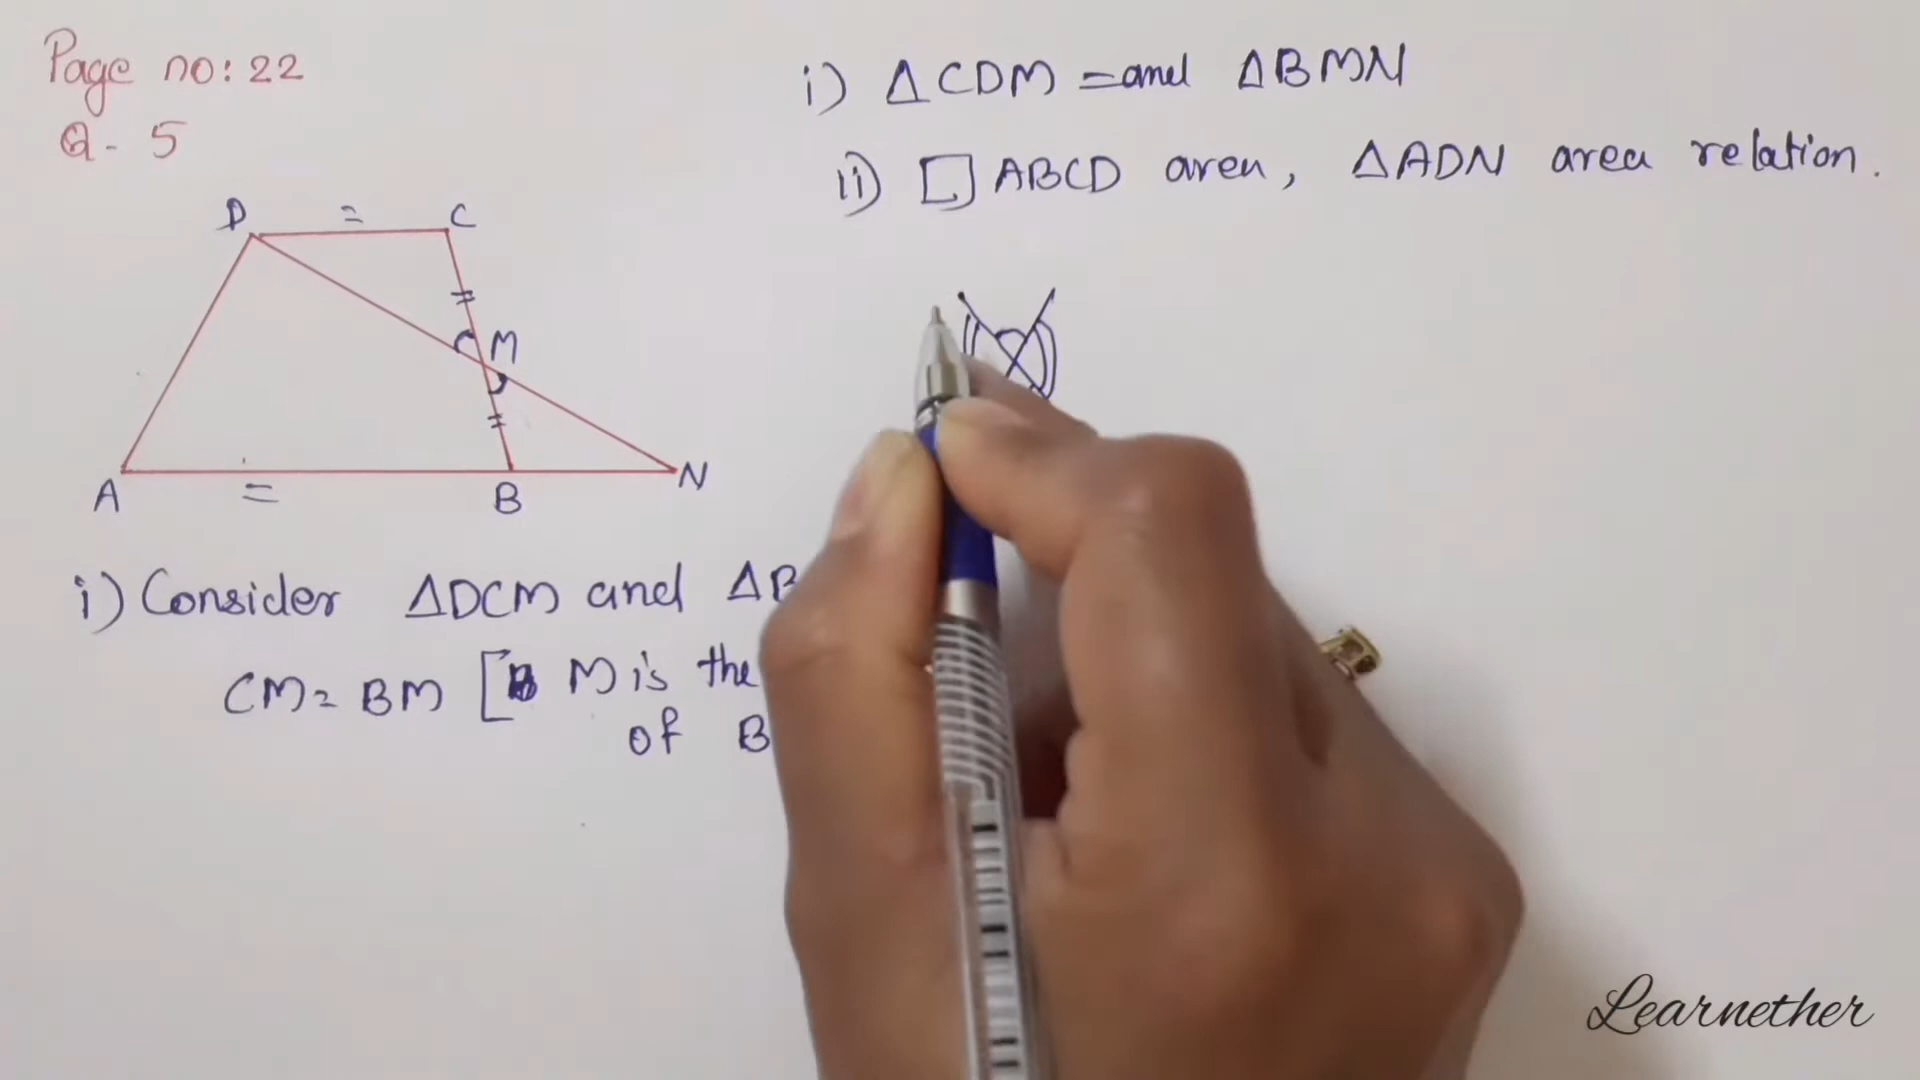 Page no: 22
Q - 5
i) ΔCDM = and ΔBMN
ii) ABCD area, ΔADN area relation.
D = C
M
A = B N
i) Consider ΔDCM and ΔB
CM = BM [ M is the
of B
Learnether